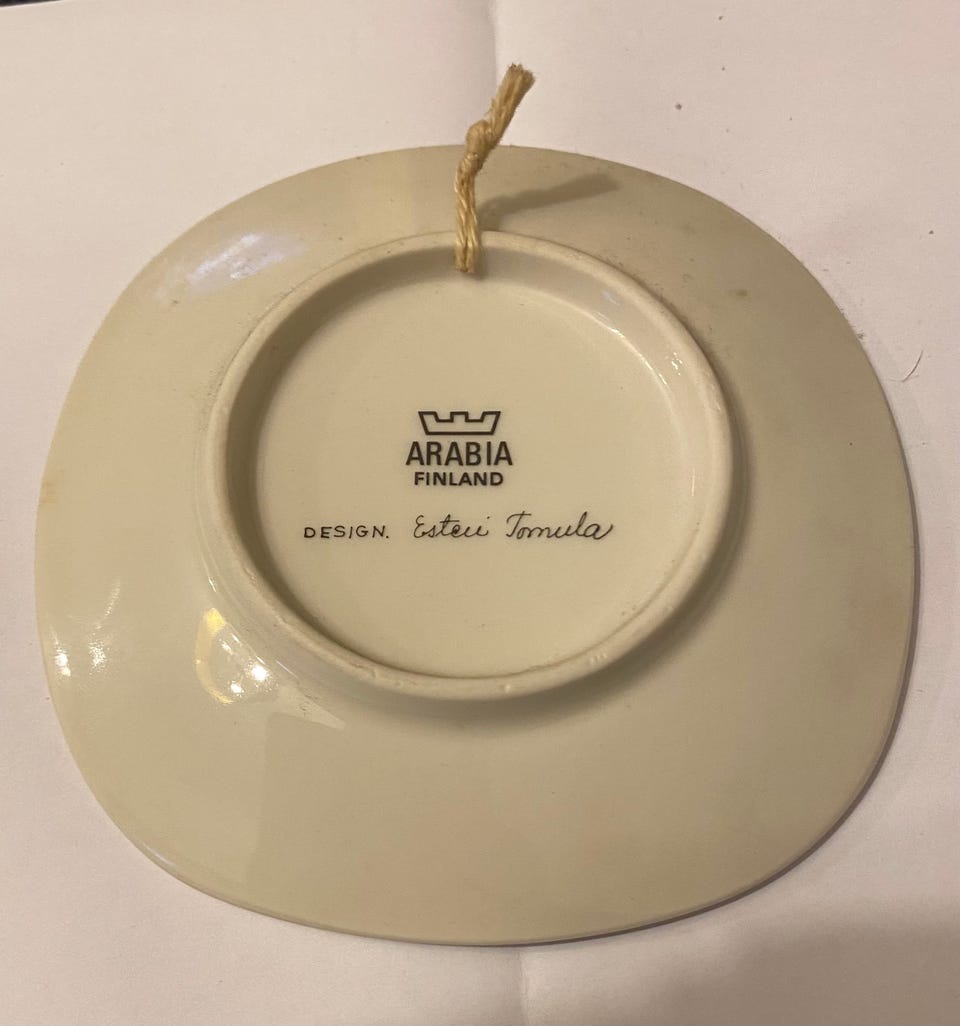 ARABIA
FINLAND
DESIGN. Esteri Tomula